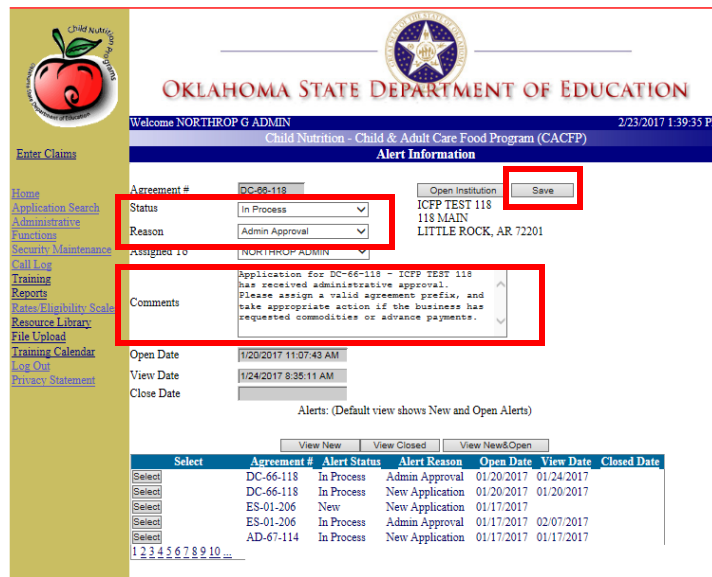 Child Nutrition Programs
Oklahoma State Department of Education
OKLAHOMA STATE DEPARTMENT OF EDUCATION
Welcome NORTHROP G ADMIN 2/23/2017 1:39:35 P
Child Nutrition - Child & Adult Care Food Program (CACFP)
Enter Claims
Alert Information
Home
Application Search
Administrative
Functions
Security Maintenance
Call Log
Training
Reports
Rates/Eligibility Scale
Resource Library
File Upload
Training Calendar
Log Out
Privacy Statement
Agreement # DC-66-118 Open Institution Save
Status In Process ICFP TEST 118
118 MAIN
Reason Admin Approval LITTLE ROCK, AR 72201
Assigned To NORTHROP ADMIN
Comments
Application for DC-66-118 - ICFP TEST 118
has received administrative approval.
Please assign a valid agreement prefix, and
take appropriate action if the business has
requested commodities or advance payments.
Open Date 1/20/2017 11:07:43 AM
View Date 1/24/2017 8:35:11 AM
Close Date
Alerts: (Default view shows New and Open Alerts)
View New View Closed View New&Open
Select Agreement # Alert Status Alert Reason Open Date View Date Closed Date
Select DC-66-118 In Process Admin Approval 01/20/2017 01/24/2017
Select DC-66-118 In Process New Application 01/20/2017 01/20/2017
Select ES-01-206 New New Application 01/17/2017
Select ES-01-206 In Process Admin Approval 01/17/2017 02/07/2017
Select AD-67-114 In Process New Application 01/17/2017 01/17/2017
1 2 3 4 5 6 7 8 9 10 ...